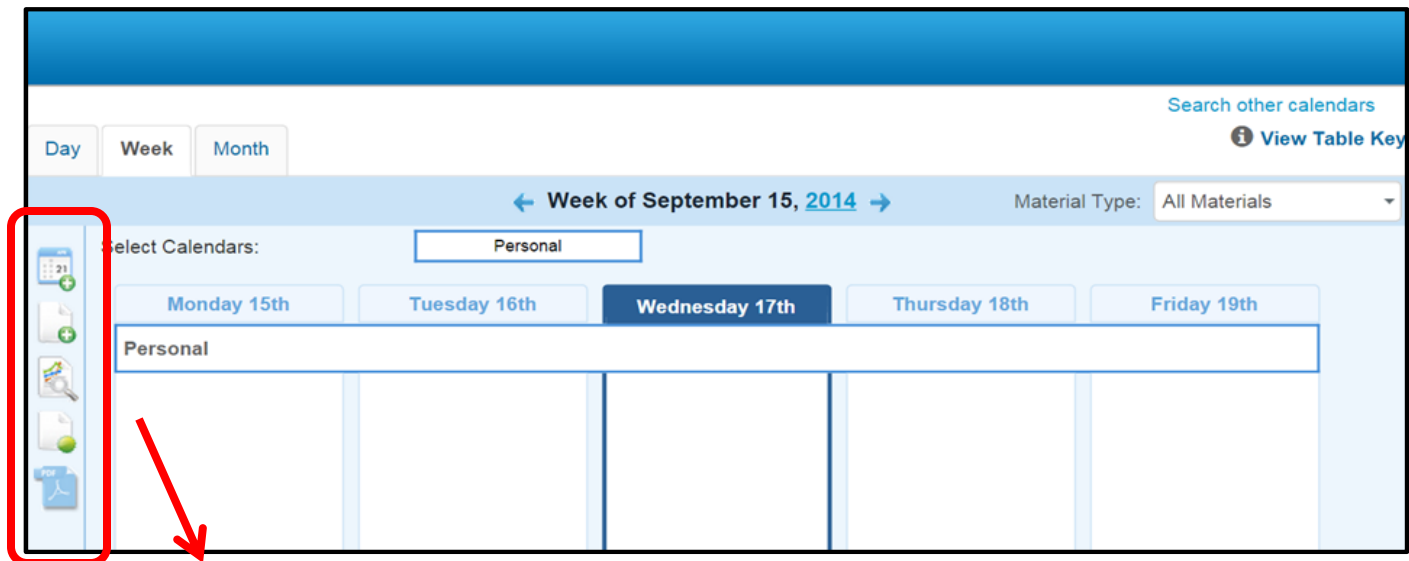 Search other calendars
View Table Key
Day Week Month
Week of September 15, 2014
Material Type: All Materials
Select Calendars: Personal
21
Monday 15th Tuesday 16th Wednesday 17th Thursday 18th Friday 19th
Personal
PDF